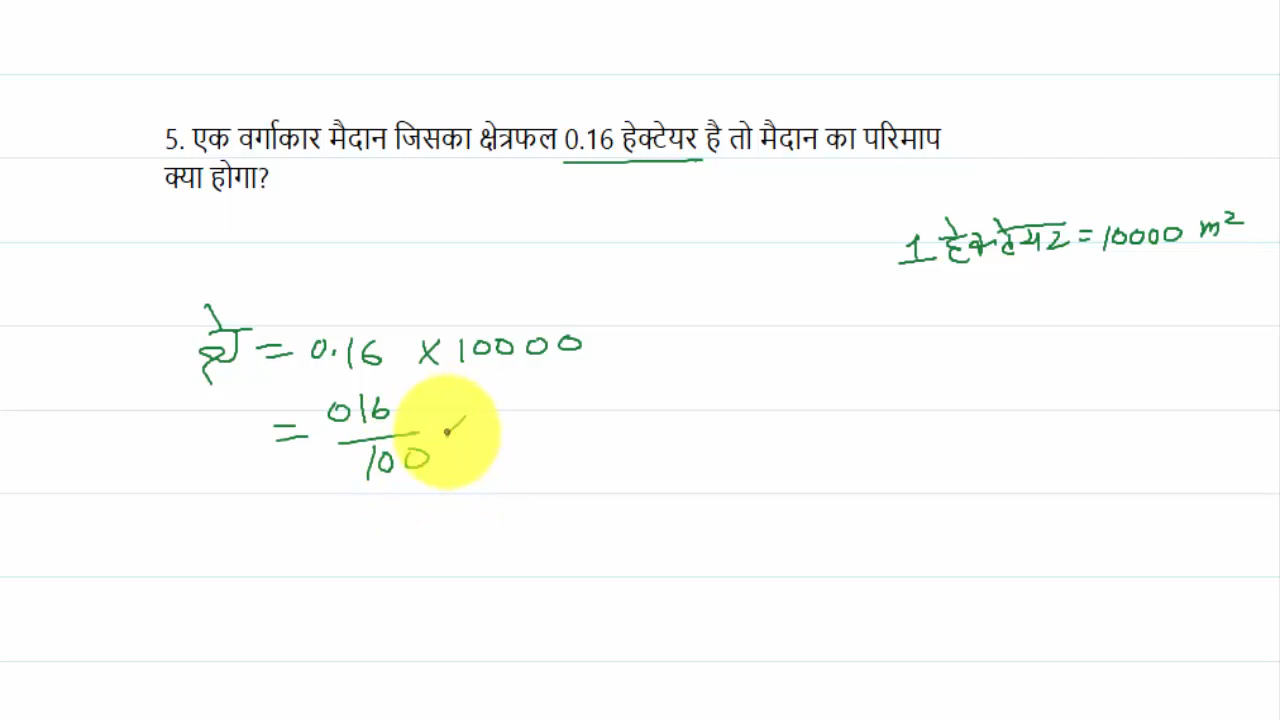 5. एक वर्गाकार मैदान जिसका क्षेत्रफल 0.16 हेक्टेयर है तो मैदान का परिमाप
क्या होगा?
1 हेक्टेयर = 10000 m²
क्षे = 0.16 × 10000
= 016/100